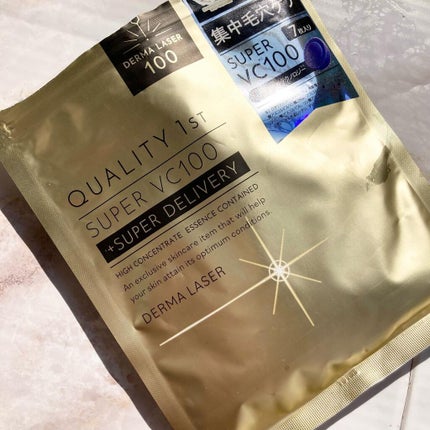 DERMA LASER
100
集中毛穴ケア
7枚入り
SUPER
VC100
QUALITY 1ST
SUPER VC100
+SUPER DELIVERY
HIGH CONCENTRATE ESSENCE CONTAINED
An exclusive skincare item that will help
your skin attain its optimum conditions.
DERMA LASER